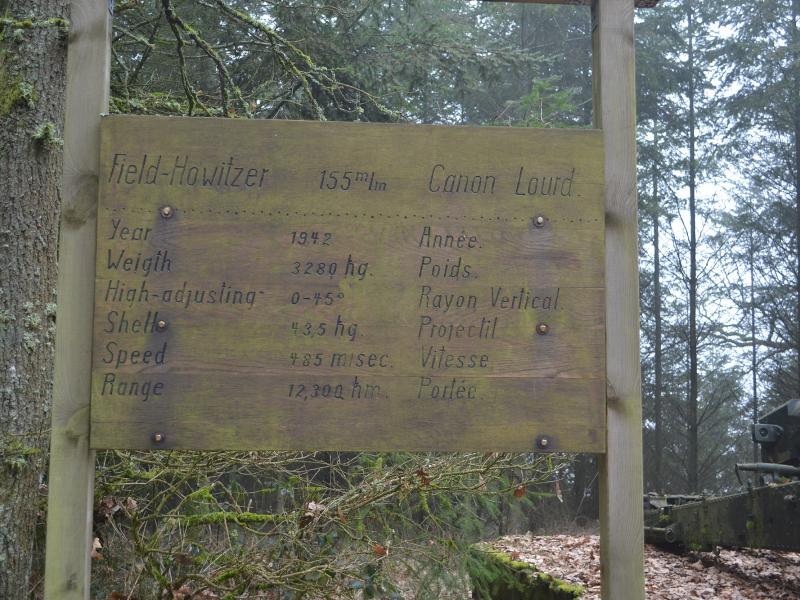 Field-Howitzer 155 m/m Canon Lourd.
Year 1942 Année.
Weigth 3280 kg. Poids.
High-adjusting 0-45° Rayon Vertical.
Shell 43,5 kg. Projectil
Speed 485 m/sec. Vitesse
Range 12,300 km. Portée.